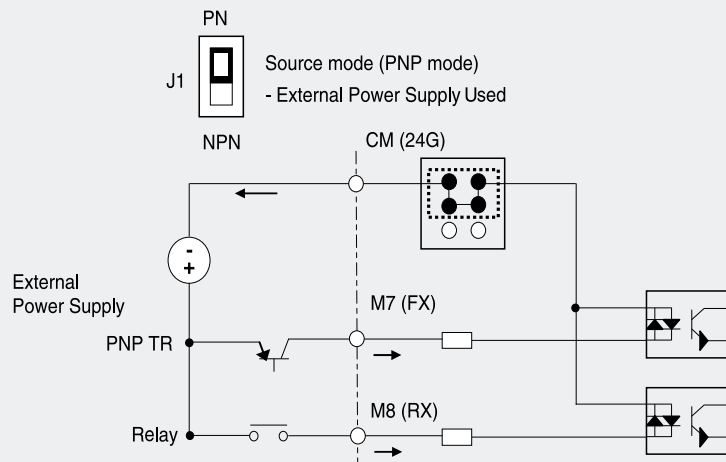 PN
J1
Source mode (PNP mode)
- External Power Supply Used
NPN
CM (24G)
-
+
External
Power Supply
M7 (FX)
PNP TR
M8 (RX)
Relay